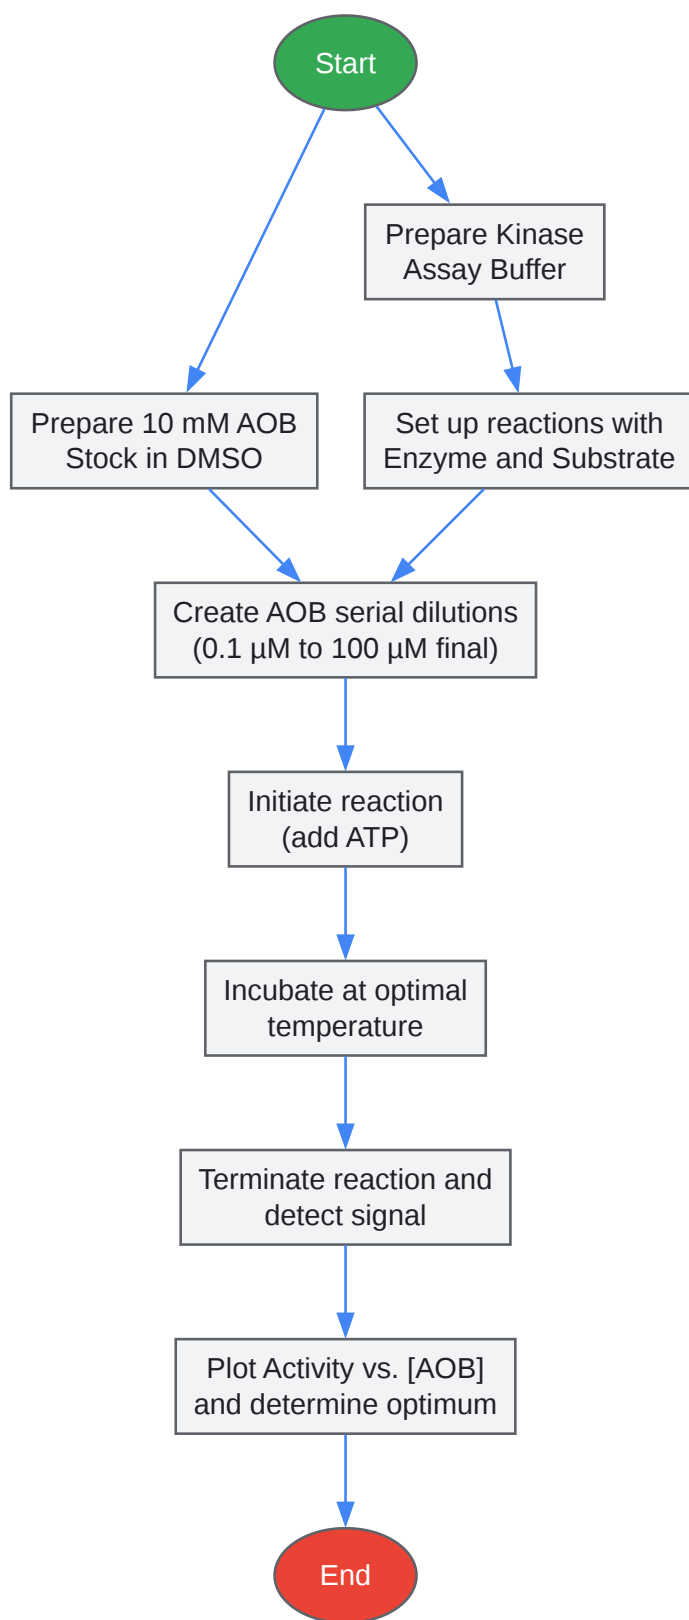 Start
Prepare Kinase
Assay Buffer
Prepare 10 mM AOB
Stock in DMSO
Set up reactions with
Enzyme and Substrate
Create AOB serial dilutions
(0.1 µM to 100 µM final)
Initiate reaction
(add ATP)
Incubate at optimal
temperature
Terminate reaction and
detect signal
Plot Activity vs. [AOB]
and determine optimum
End